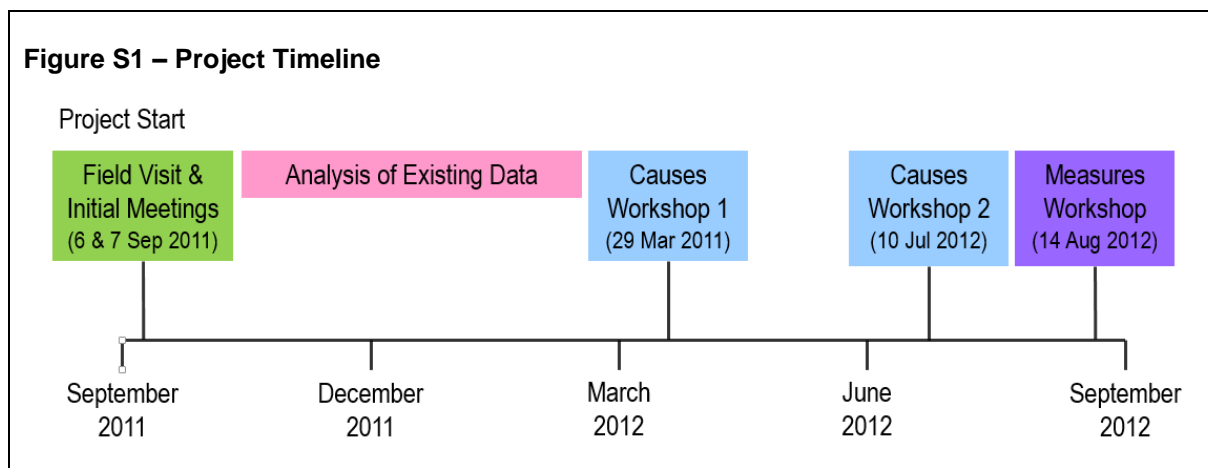 Figure S1 – Project Timeline
Project Start
Field Visit &
Initial Meetings
(6 & 7 Sep 2011)
Analysis of Existing Data
Causes
Workshop 1
(29 Mar 2011)
Causes
Workshop 2
(10 Jul 2012)
Measures
Workshop
(14 Aug 2012)
September
2011
December
2011
March
2012
June
2012
September
2012